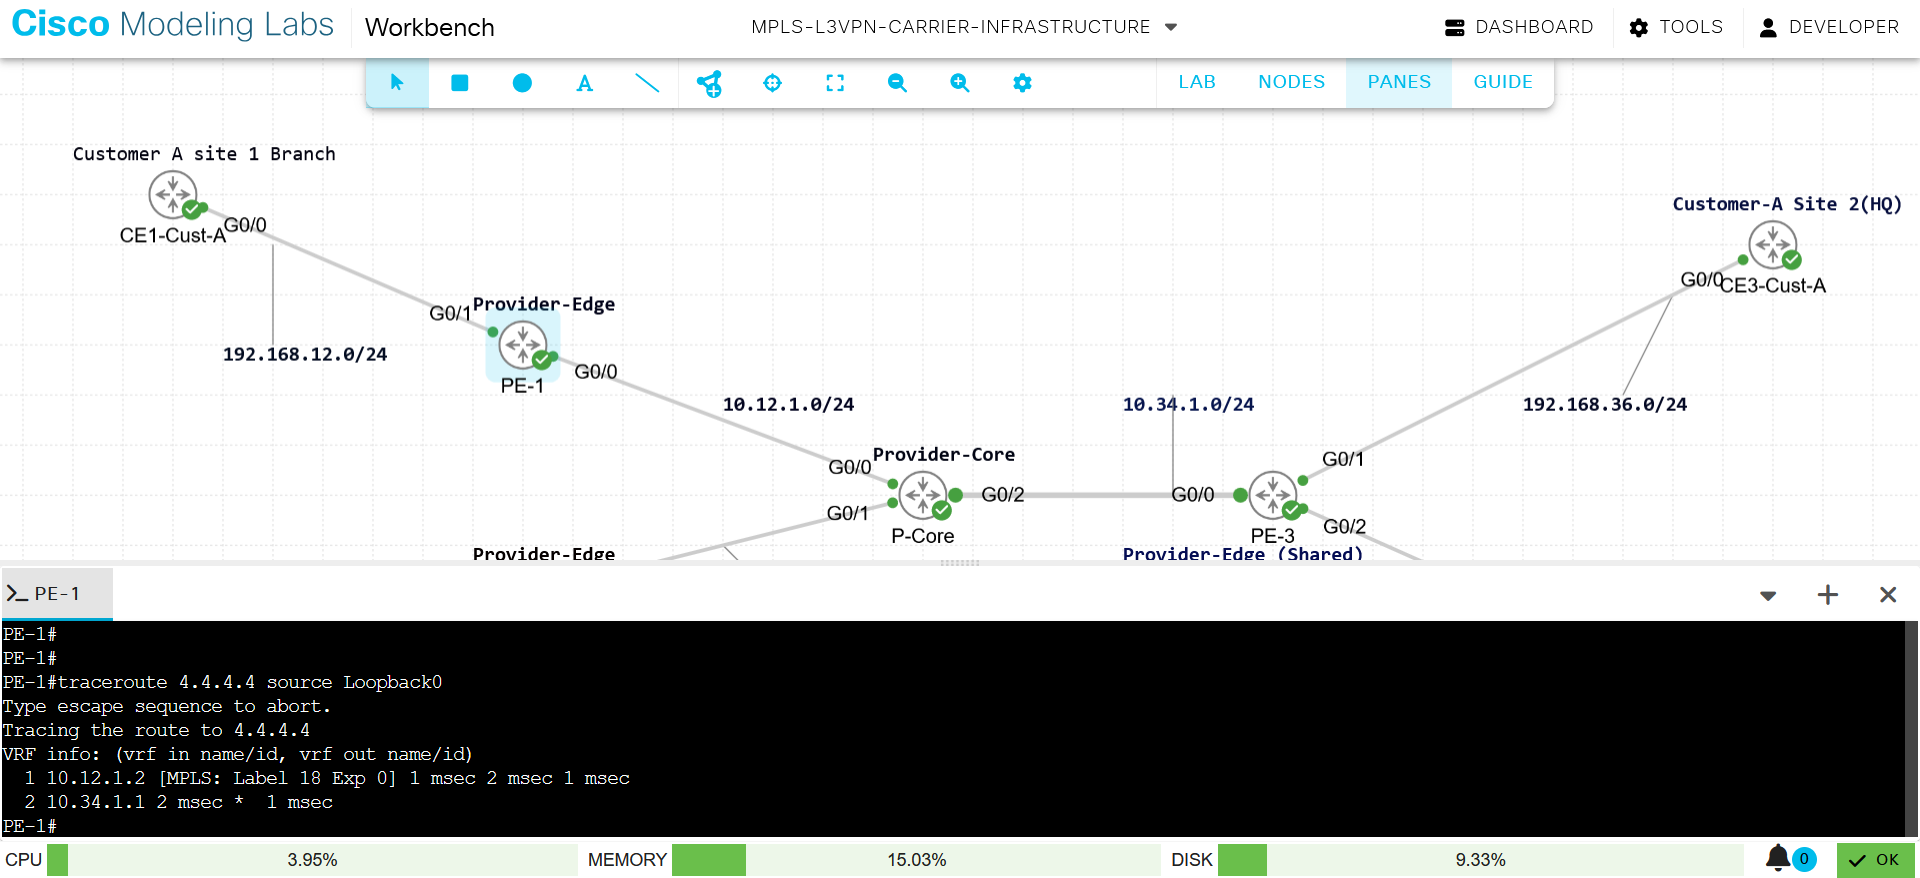 Cisco Modeling Labs
Workbench
MPLS-L3VPN-CARRIER-INFRASTRUCTURE
DASHBOARD
TOOLS
DEVELOPER
LAB
NODES
PANES
GUIDE
Customer A site 1 Branch
G0/0
CE1-Cust-A
Customer-A Site 2(HQ)
G0/0
CE3-Cust-A
G0/1
Provider-Edge
192.168.12.0/24
G0/0
PE-1
10.12.1.0/24
10.34.1.0/24
192.168.36.0/24
Provider-Core
G0/0
G0/1
G0/2
G0/0
G0/1
G0/2
P-Core
PE-3
Provider-Edge
Provider-Edge (Shared)
PE-1
PE-1#
PE-1#
PE-1#traceroute 4.4.4.4 source Loopback0
Type escape sequence to abort.
Tracing the route to 4.4.4.4
VRF info: (vrf in name/id, vrf out name/id)
1 10.12.1.2 [MPLS: Label 18 Exp 0] 1 msec 2 msec 1 msec
2 10.34.1.1 2 msec * 1 msec
PE-1#
CPU
3.95%
MEMORY
15.03%
DISK
9.33%
0
OK